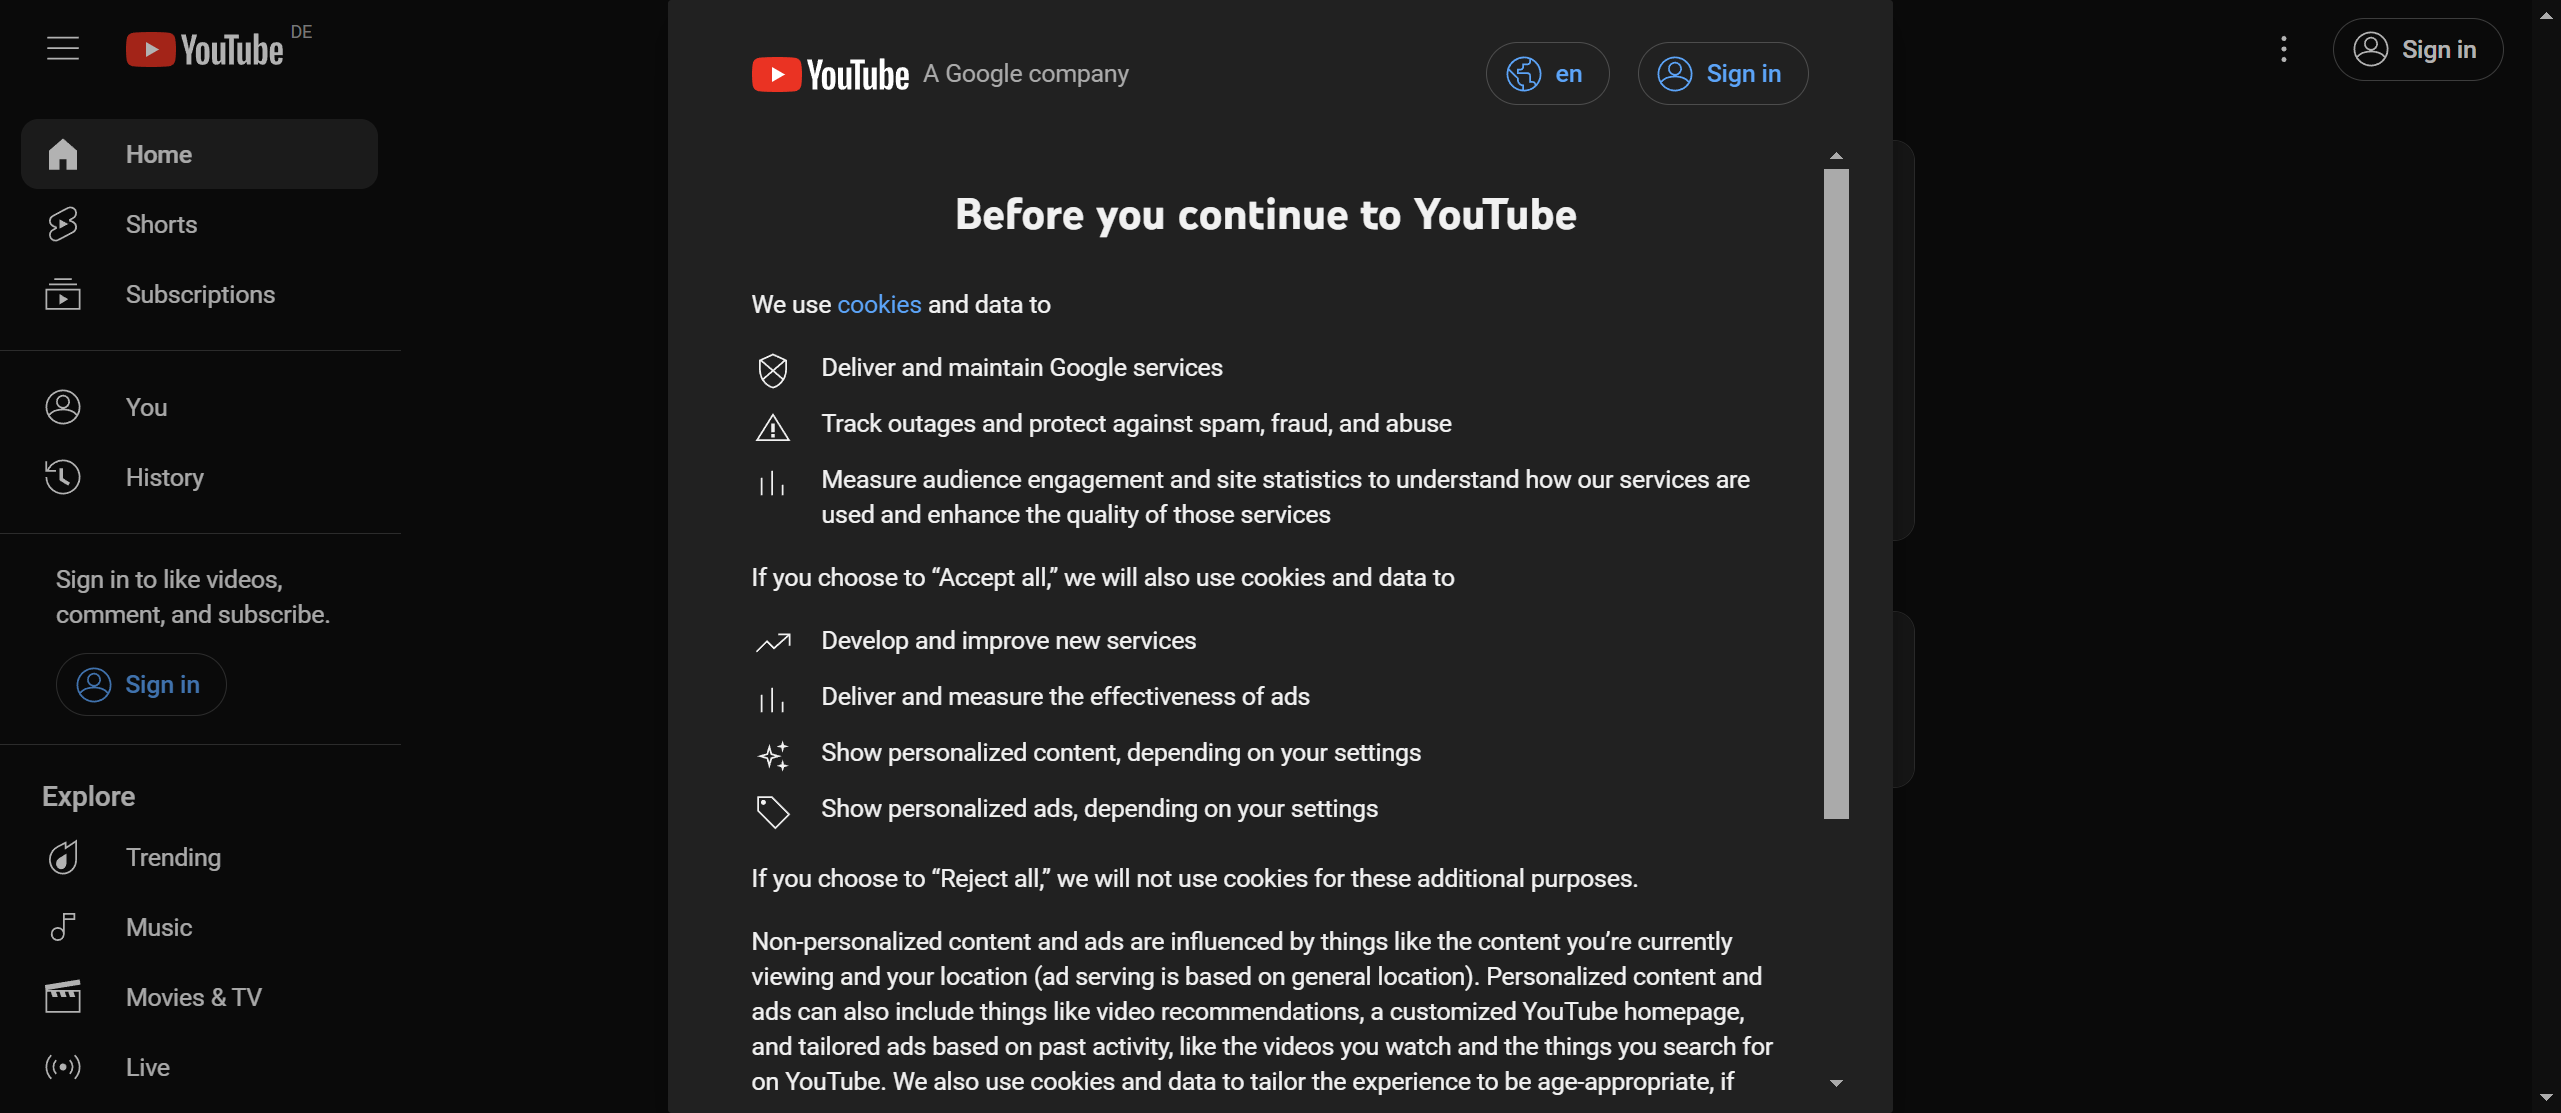 YouTube DE
Home
Shorts
Subscriptions
You
History
Sign in to like videos,
comment, and subscribe.
Sign in
Explore
Trending
Music
Movies & TV
Live
YouTube A Google company
en
Sign in
Before you continue to YouTube
We use cookies and data to
Deliver and maintain Google services
Track outages and protect against spam, fraud, and abuse
Measure audience engagement and site statistics to understand how our services are
used and enhance the quality of those services
If you choose to “Accept all,” we will also use cookies and data to
Develop and improve new services
Deliver and measure the effectiveness of ads
Show personalized content, depending on your settings
Show personalized ads, depending on your settings
If you choose to “Reject all,” we will not use cookies for these additional purposes.
Non-personalized content and ads are influenced by things like the content you’re currently
viewing and your location (ad serving is based on general location). Personalized content and
ads can also include things like video recommendations, a customized YouTube homepage,
and tailored ads based on past activity, like the videos you watch and the things you search for
on YouTube. We also use cookies and data to tailor the experience to be age-appropriate, if
Sign in